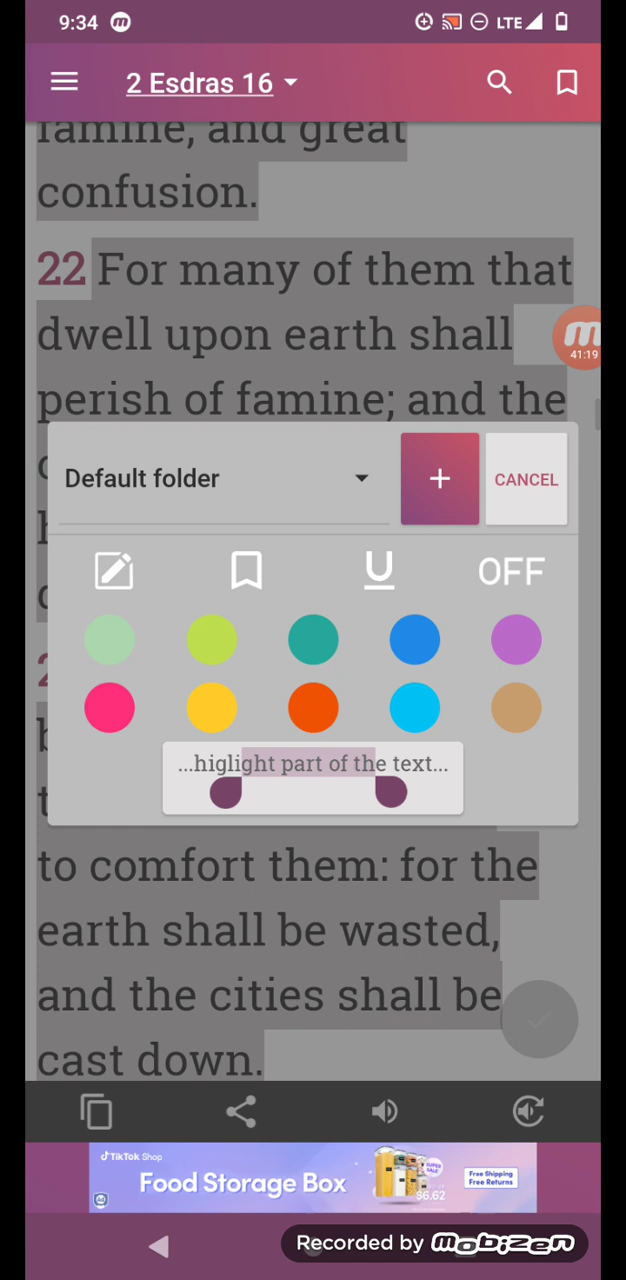 9:34
LTE
2 Esdras 16
famine, and great
confusion.
22 For many of them that
dwell upon earth shall
perish of famine; and the
41:19
Default folder
+
CANCEL
U
OFF
...higlight part of the text...
to comfort them: for the
earth shall be wasted,
and the cities shall be
cast down.
TikTok Shop
Food Storage Box
SUPER SALE
$6.62
Free Shipping
Free Returns
Recorded by mobizen